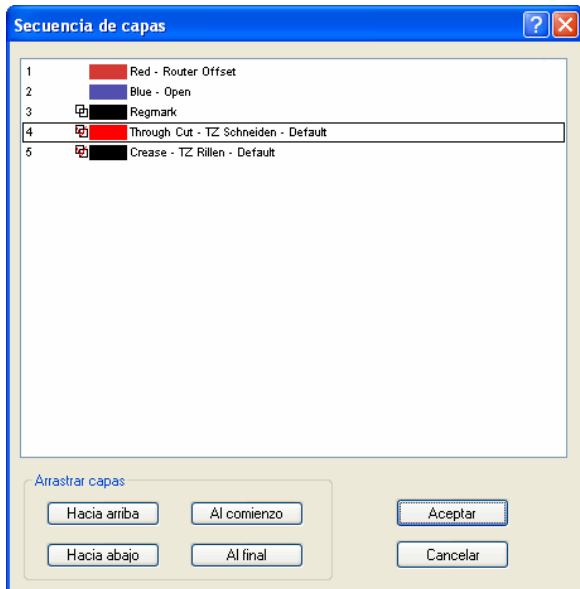 Secuencia de capas
1 Red - Router Offset
2 Blue - Open
3 Regmark
4 Through Cut - TZ Schneiden - Default
5 Crease - TZ Rillen - Default
Arrastrar capas
Hacia arriba Al comienzo Aceptar
Hacia abajo Al final Cancelar